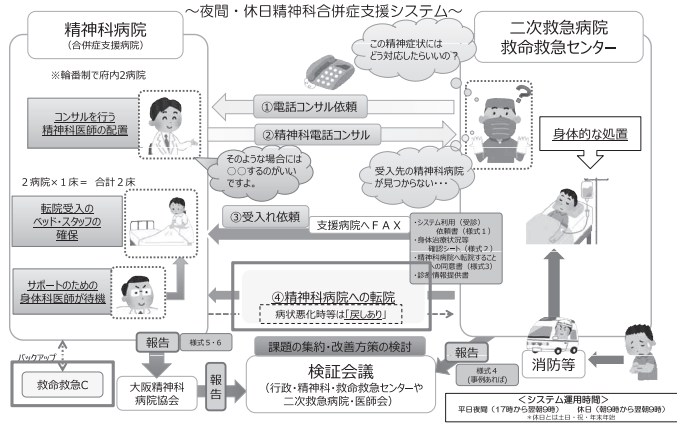 ～夜間・休日精神科合併症支援システム～
精神科病院
(合併症支援病院)
※輪番制で府内2病院
コンサルを行う
精神科医師の配置
そのような場合には
○○するのがいい
ですよ。
２病院×１床＝ 合計２床
転院受入の
ベッド・スタッフの
確保
サポートのための
身体科医師が待機
バックアップ
救命救急C
この精神症状には
どう対応したらいいの？
①電話コンサル依頼
②精神科電話コンサル
受入先の精神科病院
が見つからない・・・
③受入れ依頼
支援病院へＦＡＸ
・システム利用（受診）
依頼書（様式１）
・身体治療状況等
確認シート（様式２）
・精神科病院へ転院すること
への同意書（様式3）
・診療情報提供書
④精神科病院への転院
病状悪化時等は「戻しあり」
二次救急病院
救命救急センター
?
身体的な処置
消防等
報告
様式５・６
大阪精神科
病院協会
報告
課題の集約・改善方策の検討
検証会議
（行政・精神科・救命救急センターや
二次救急病院・医師会）
報告
様式４
(事例あれば)
＜システム運用時間＞
平日夜間（17時から翌朝9時） 休日（朝9時から翌朝9時）
＊休日とは土日・祝・年末年始